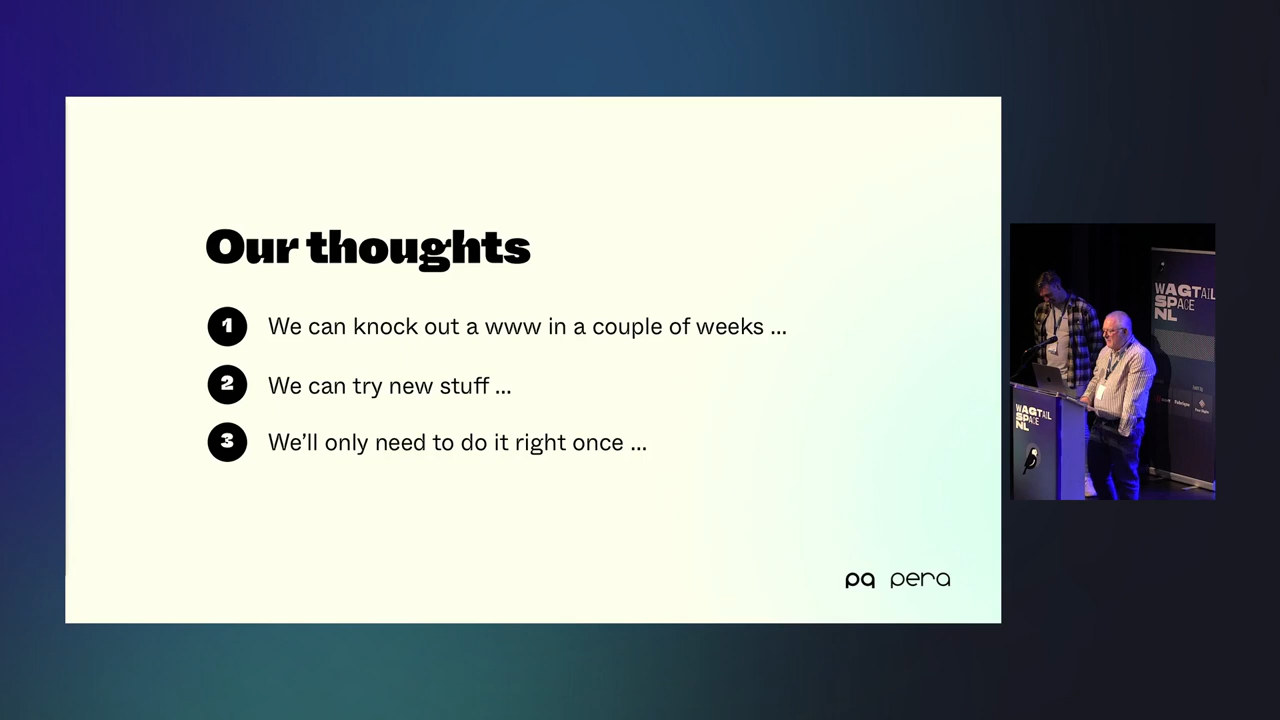 Our thoughts
1 We can knock out a www in a couple of weeks ...
2 We can try new stuff ...
3 We’ll only need to do it right once ...
pq pera
WAGTAIL
SPACE
NL
WAGTAIL
SPACE
NL